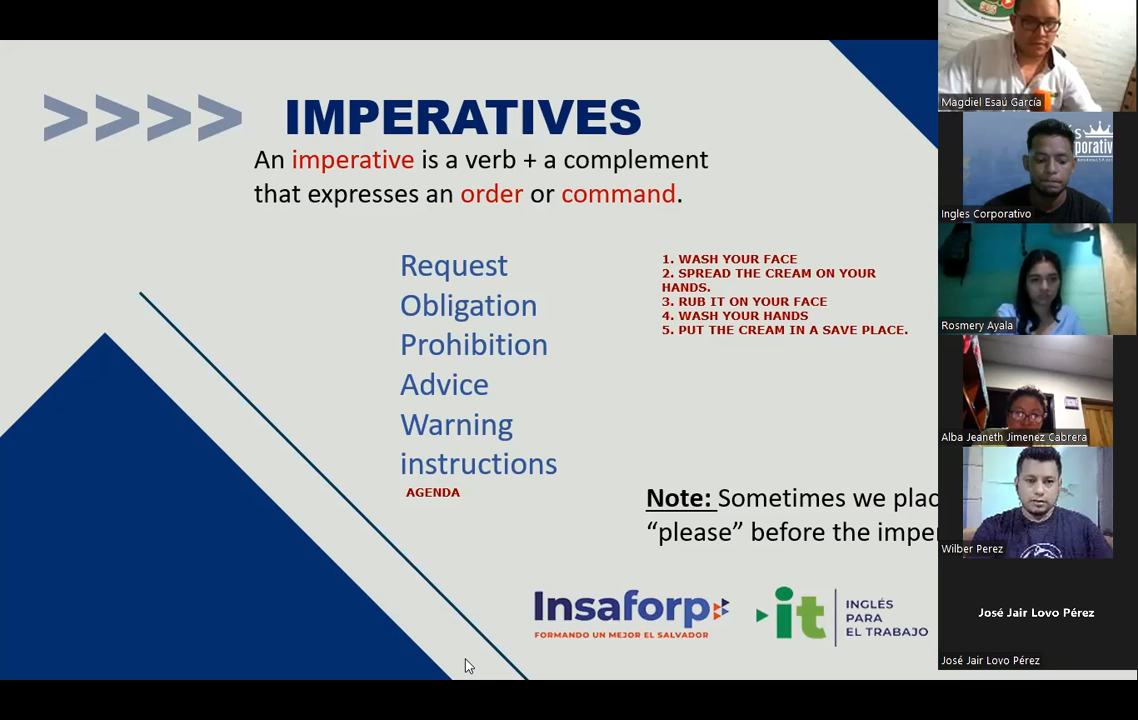 >>>> IMPERATIVES
An imperative is a verb + a complement
that expresses an order or command.
Request
Obligation
Prohibition
Advice
Warning
instructions
AGENDA
1. WASH YOUR FACE
2. SPREAD THE CREAM ON YOUR
HANDS.
3. RUB IT ON YOUR FACE
4. WASH YOUR HANDS
5. PUT THE CREAM IN A SAVE PLACE.
Note: Sometimes we
“please” before the
Insaforp
FORMANDO UN MEJOR EL SALVADOR
it
INGLÉS
PARA
EL TRABAJO
Magdiel Esaú García
Ingles Corporativo
Rosmery Ayala
Alba Jeaneth Jimenez Cabrera
Wilber Perez
José Jair Lovo Pérez
José Jair Lovo Pérez